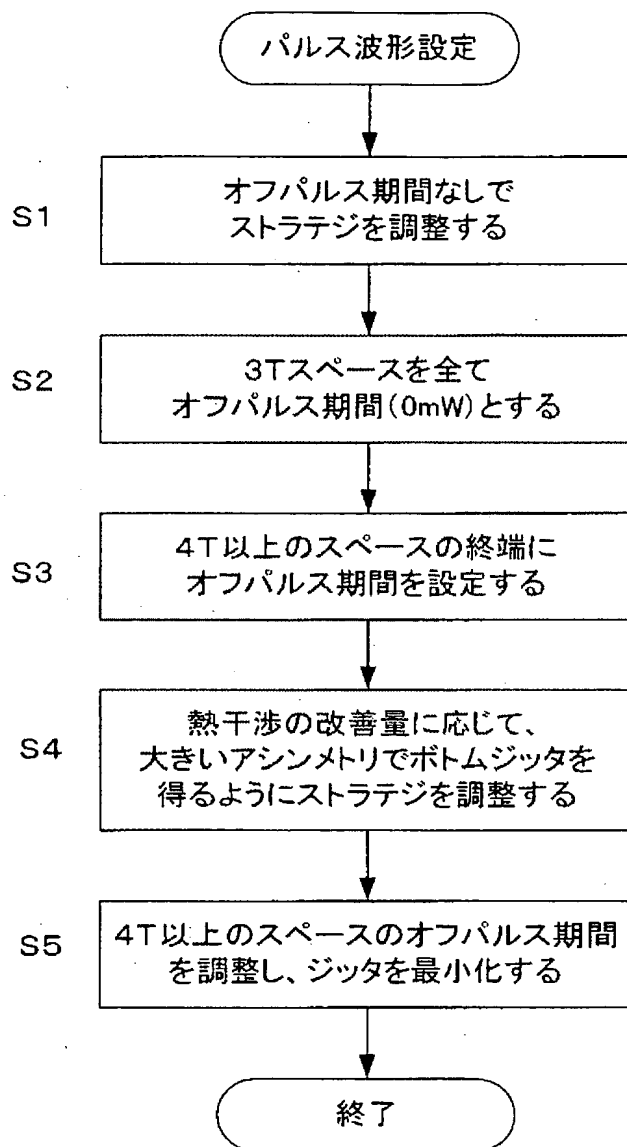 パルス波形設定
S1
オフパルス期間なしで
ストラテジを調整する
S2
3Tスペースを全て
オフパルス期間(0mW)とする
S3
4T以上のスペースの終端に
オフパルス期間を設定する
S4
熱干渉の改善量に応じて、
大きいアシンメトリでボトムジッタを
得るようにストラテジを調整する
S5
4T以上のスペースのオフパルス期間
を調整し、ジッタを最小化する
終了